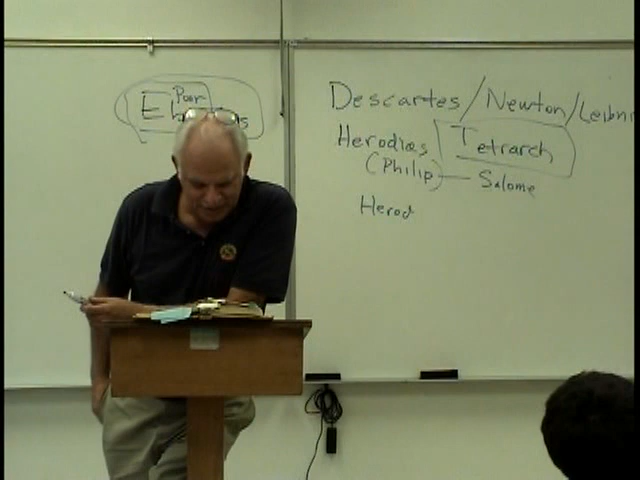 Poor
Descartes / Newton / Leibni
Herodias Tetrarch
(Philip) — Salome
Herod